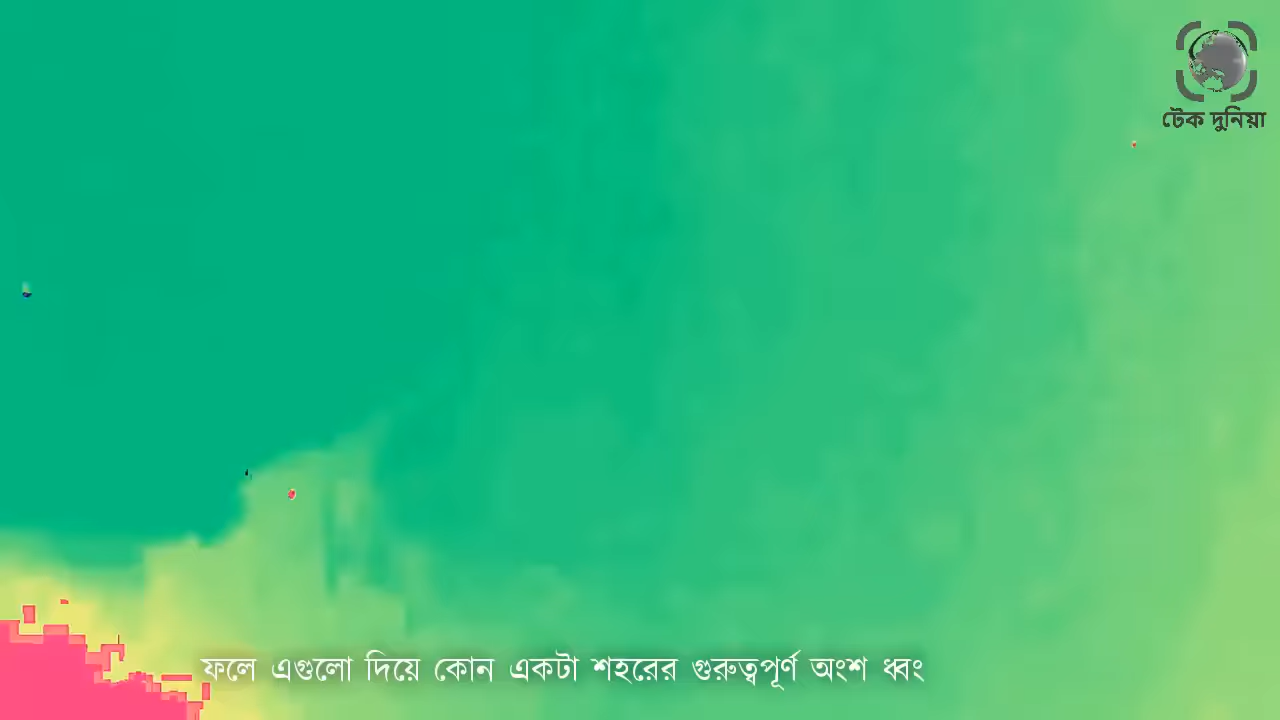 টেক দুনিয়া
ফলে এগুলো দিয়ে কোন একটা শহরের গুরুত্বপূর্ণ অংশ ধ্বং